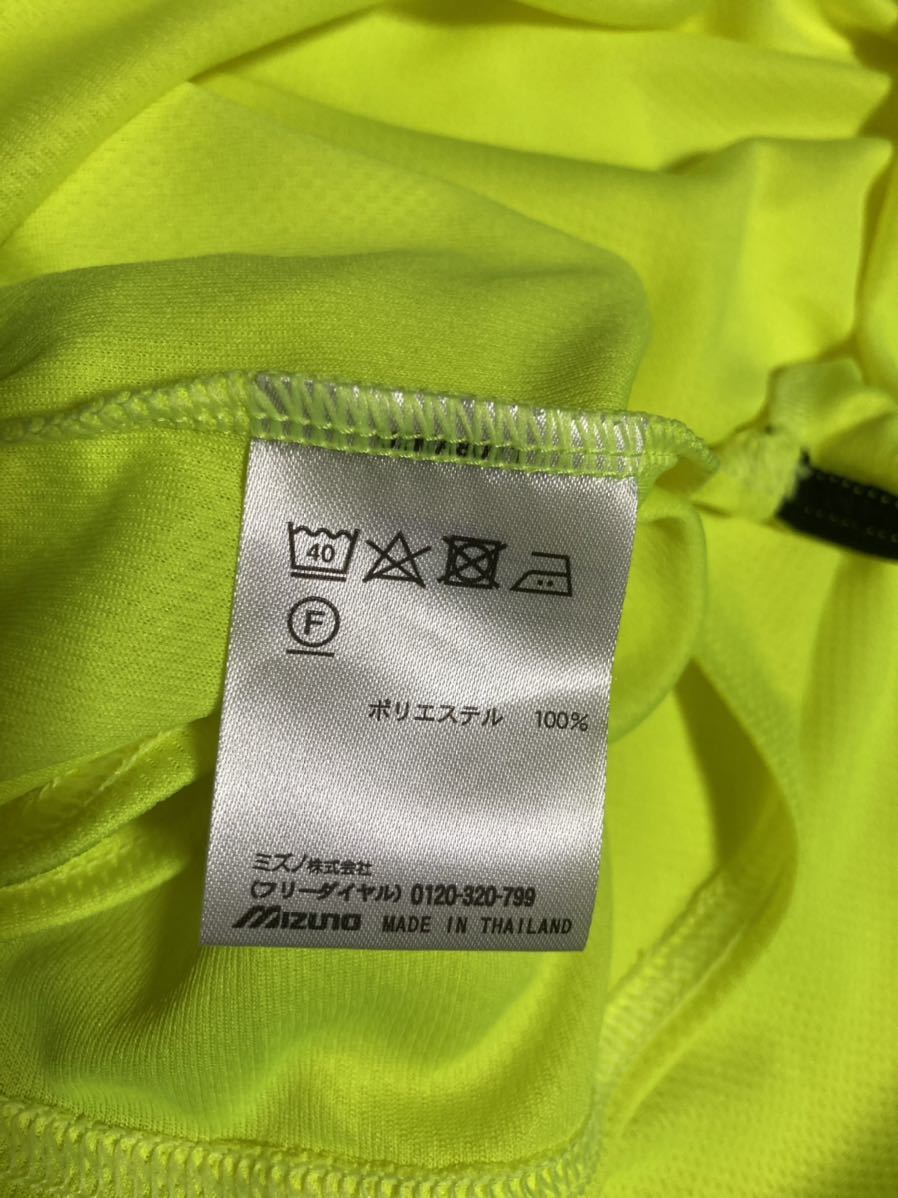 40
F
ポリエステル 100%
ミズノ株式会社
(フリーダイヤル) 0120-320-799
Mizuno MADE IN THAILAND